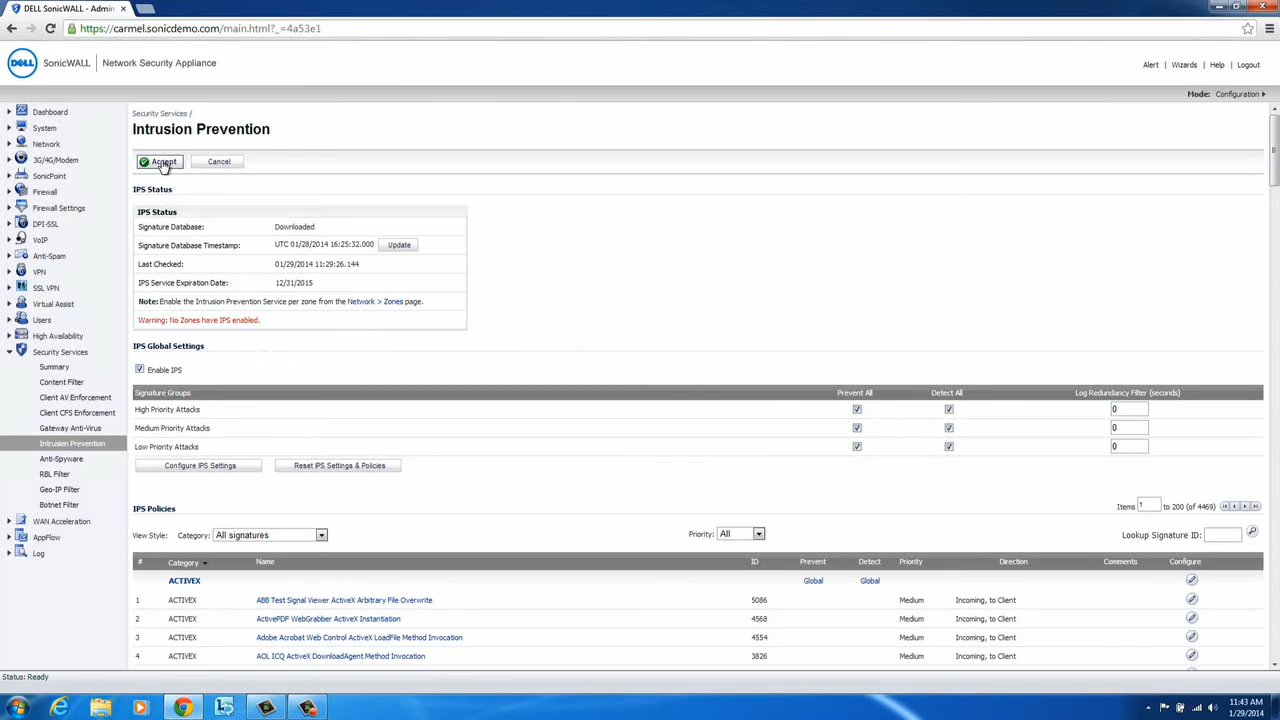 DELL SonicWALL - Admin
https://carmel.sonicdemo.com/main.html?_=4a53e1
DELL SonicWALL | Network Security Appliance
Alert | Wizards | Help | Logout
Mode: Configuration
Dashboard
System
Network
3G/4G/Modem
SonicPoint
Firewall
Firewall Settings
DPI-SSL
VoIP
Anti-Spam
VPN
SSL VPN
Virtual Assist
Users
High Availability
Security Services
Summary
Content Filter
Client AV Enforcement
Client CFS Enforcement
Gateway Anti-Virus
Intrusion Prevention
Anti-Spyware
RBL Filter
Geo-IP Filter
Botnet Filter
WAN Acceleration
AppFlow
Log
Security Services /
Intrusion Prevention
Accept Cancel
IPS Status
IPS Status
Signature Database: Downloaded
Signature Database Timestamp: UTC 01/28/2014 16:25:32.000 Update
Last Checked: 01/29/2014 11:29:26.144
IPS Service Expiration Date: 12/31/2015
Note: Enable the Intrusion Prevention Service per zone from the Network > Zones page.
Warning: No Zones have IPS enabled.
IPS Global Settings
Enable IPS
Signature Groups Prevent All Detect All Log Redundancy Filter (seconds)
High Priority Attacks 0
Medium Priority Attacks 0
Low Priority Attacks 0
Configure IPS Settings Reset IPS Settings & Policies
IPS Policies Items 1 to 200 (of 4469)
View Style: Category: All signatures Priority: All Lookup Signature ID:
# Category Name ID Prevent Detect Priority Direction Comments Configure
ACTIVEX Global Global
1 ACTIVEX ABB Test Signal Viewer ActiveX Arbitrary File Overwrite 5086 Medium Incoming, to Client
2 ACTIVEX ActivePDF WebGrabber ActiveX Instantiation 4568 Medium Incoming, to Client
3 ACTIVEX Adobe Acrobat Web Control ActiveX LoadFile Method Invocation 4554 Medium Incoming, to Client
4 ACTIVEX AOL ICQ ActiveX DownloadAgent Method Invocation 3826 Medium Incoming, to Client
Status: Ready
11:43 AM
1/29/2014